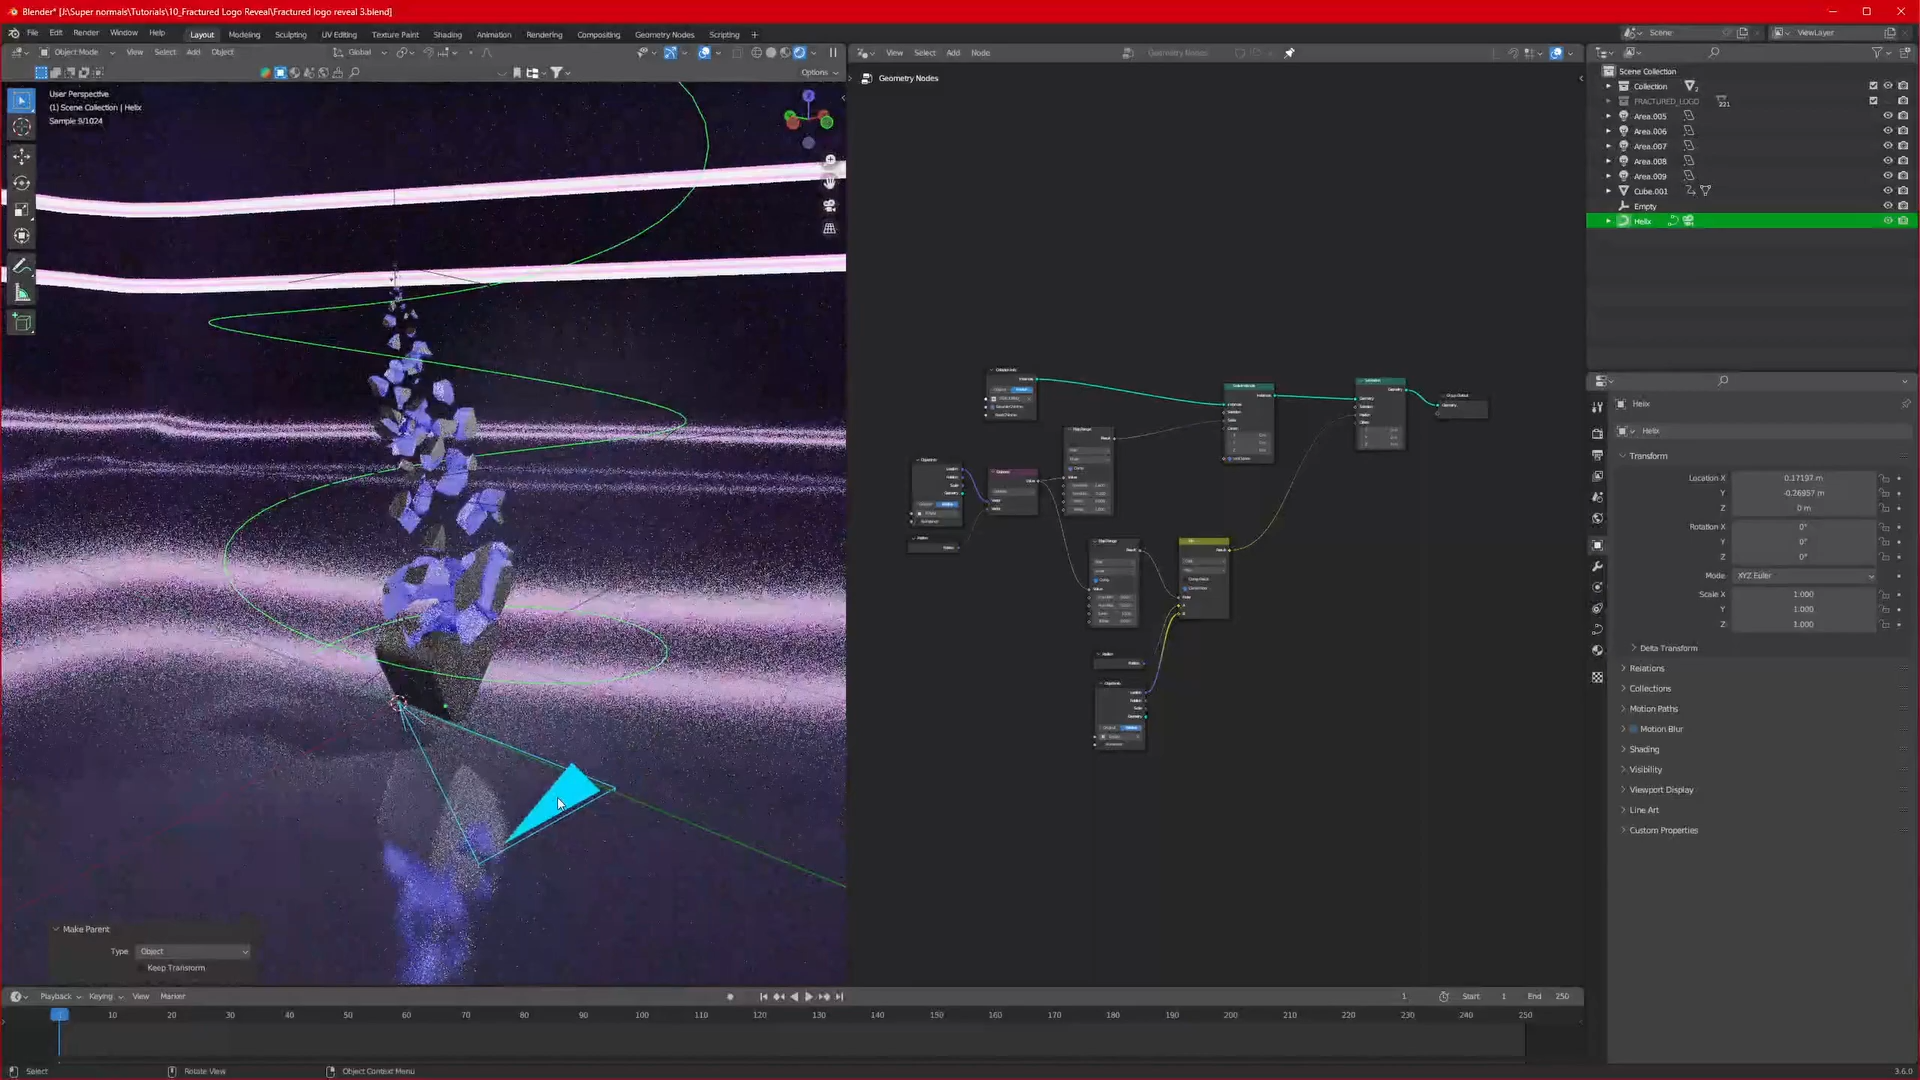 Blender* [J:\Super normals\Tutorials\10_Fractured Logo Reveal\Fractured logo reveal 3.blend]
File Edit Render Window Help Layout Modeling Sculpting UV Editing Texture Paint Shading Animation Rendering Compositing Geometry Nodes Scripting + Scene ViewLayer
Object Mode View Select Add Object Global
View Select Add Node Geometry Nodes
Options
User Perspective
(1) Scene Collection | Helix
Sample 9/1024
Geometry Nodes
Scene Collection
Collection 2
FRACTURED_LOGO 221
Area.005
Area.006
Area.007
Area.008
Area.009
Cube.001
Empty
Helix
Helix
Helix
Transform
Location X 0.17197 m
Y -0.26957 m
Z 0 m
Rotation X 0°
Y 0°
Z 0°
Mode XYZ Euler
Scale X 1.000
Y 1.000
Z 1.000
Delta Transform
Relations
Collections
Motion Paths
Motion Blur
Shading
Visibility
Viewport Display
Line Art
Custom Properties
Make Parent
Type Object
Keep Transform
Playback Keying View Marker 1 Start 1 End 250
1 10 20 30 40 50 60 70 80 90 100 110 120 130 140 150 160 170 180 190 200 210 220 230 240 250
Select Rotate View Object Context Menu 3.6.0